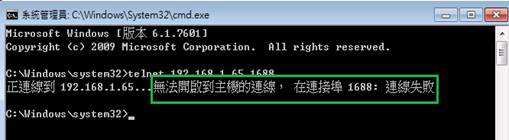 系統管理員: C:\Windows\System32\cmd.exe
Microsoft Windows [版本 6.1.7601]
Copyright (c) 2009 Microsoft Corporation. All rights reserved.
C:\Windows\system32>telnet 192.168.1.65 1688
正連線到 192.168.1.65...無法開啟到主機的連線， 在連接埠 1688: 連線失敗
C:\Windows\system32>